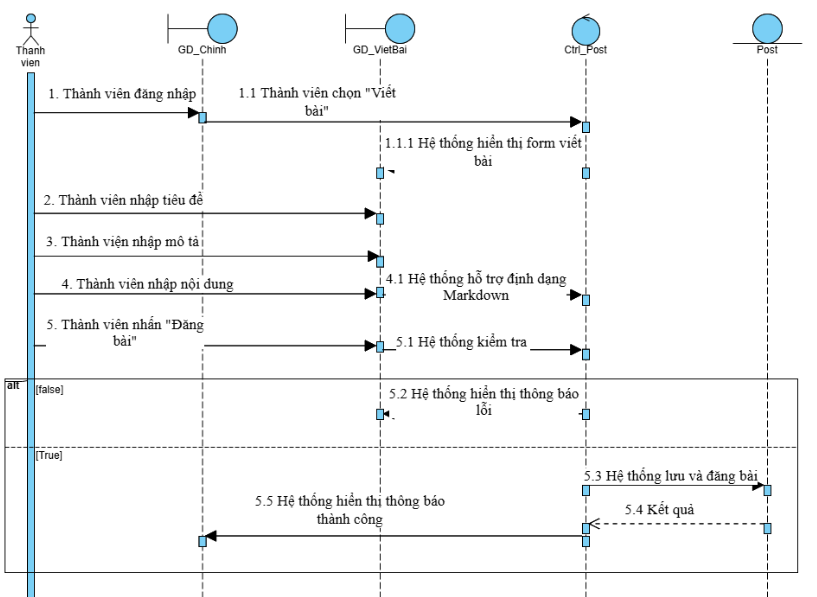 Thanh
vien
GD_Chinh
GD_VietBai
Ctrl_Post
Post
1. Thành viên đăng nhập
1.1 Thành viên chọn "Viết
bài"
1.1.1 Hệ thống hiển thị form viết
bài
2. Thành viên nhập tiêu đề
3. Thành viện nhập mô tả
4. Thành viên nhập nội dung
4.1 Hệ thống hỗ trợ định dạng
Markdown
5. Thành viên nhấn "Đăng
bài"
5.1 Hệ thống kiểm tra
alt
[false]
5.2 Hệ thống hiển thị thông báo
lỗi
[True]
5.3 Hệ thống lưu và đăng bài
5.4 Kết quả
5.5 Hệ thống hiển thị thông báo
thành công